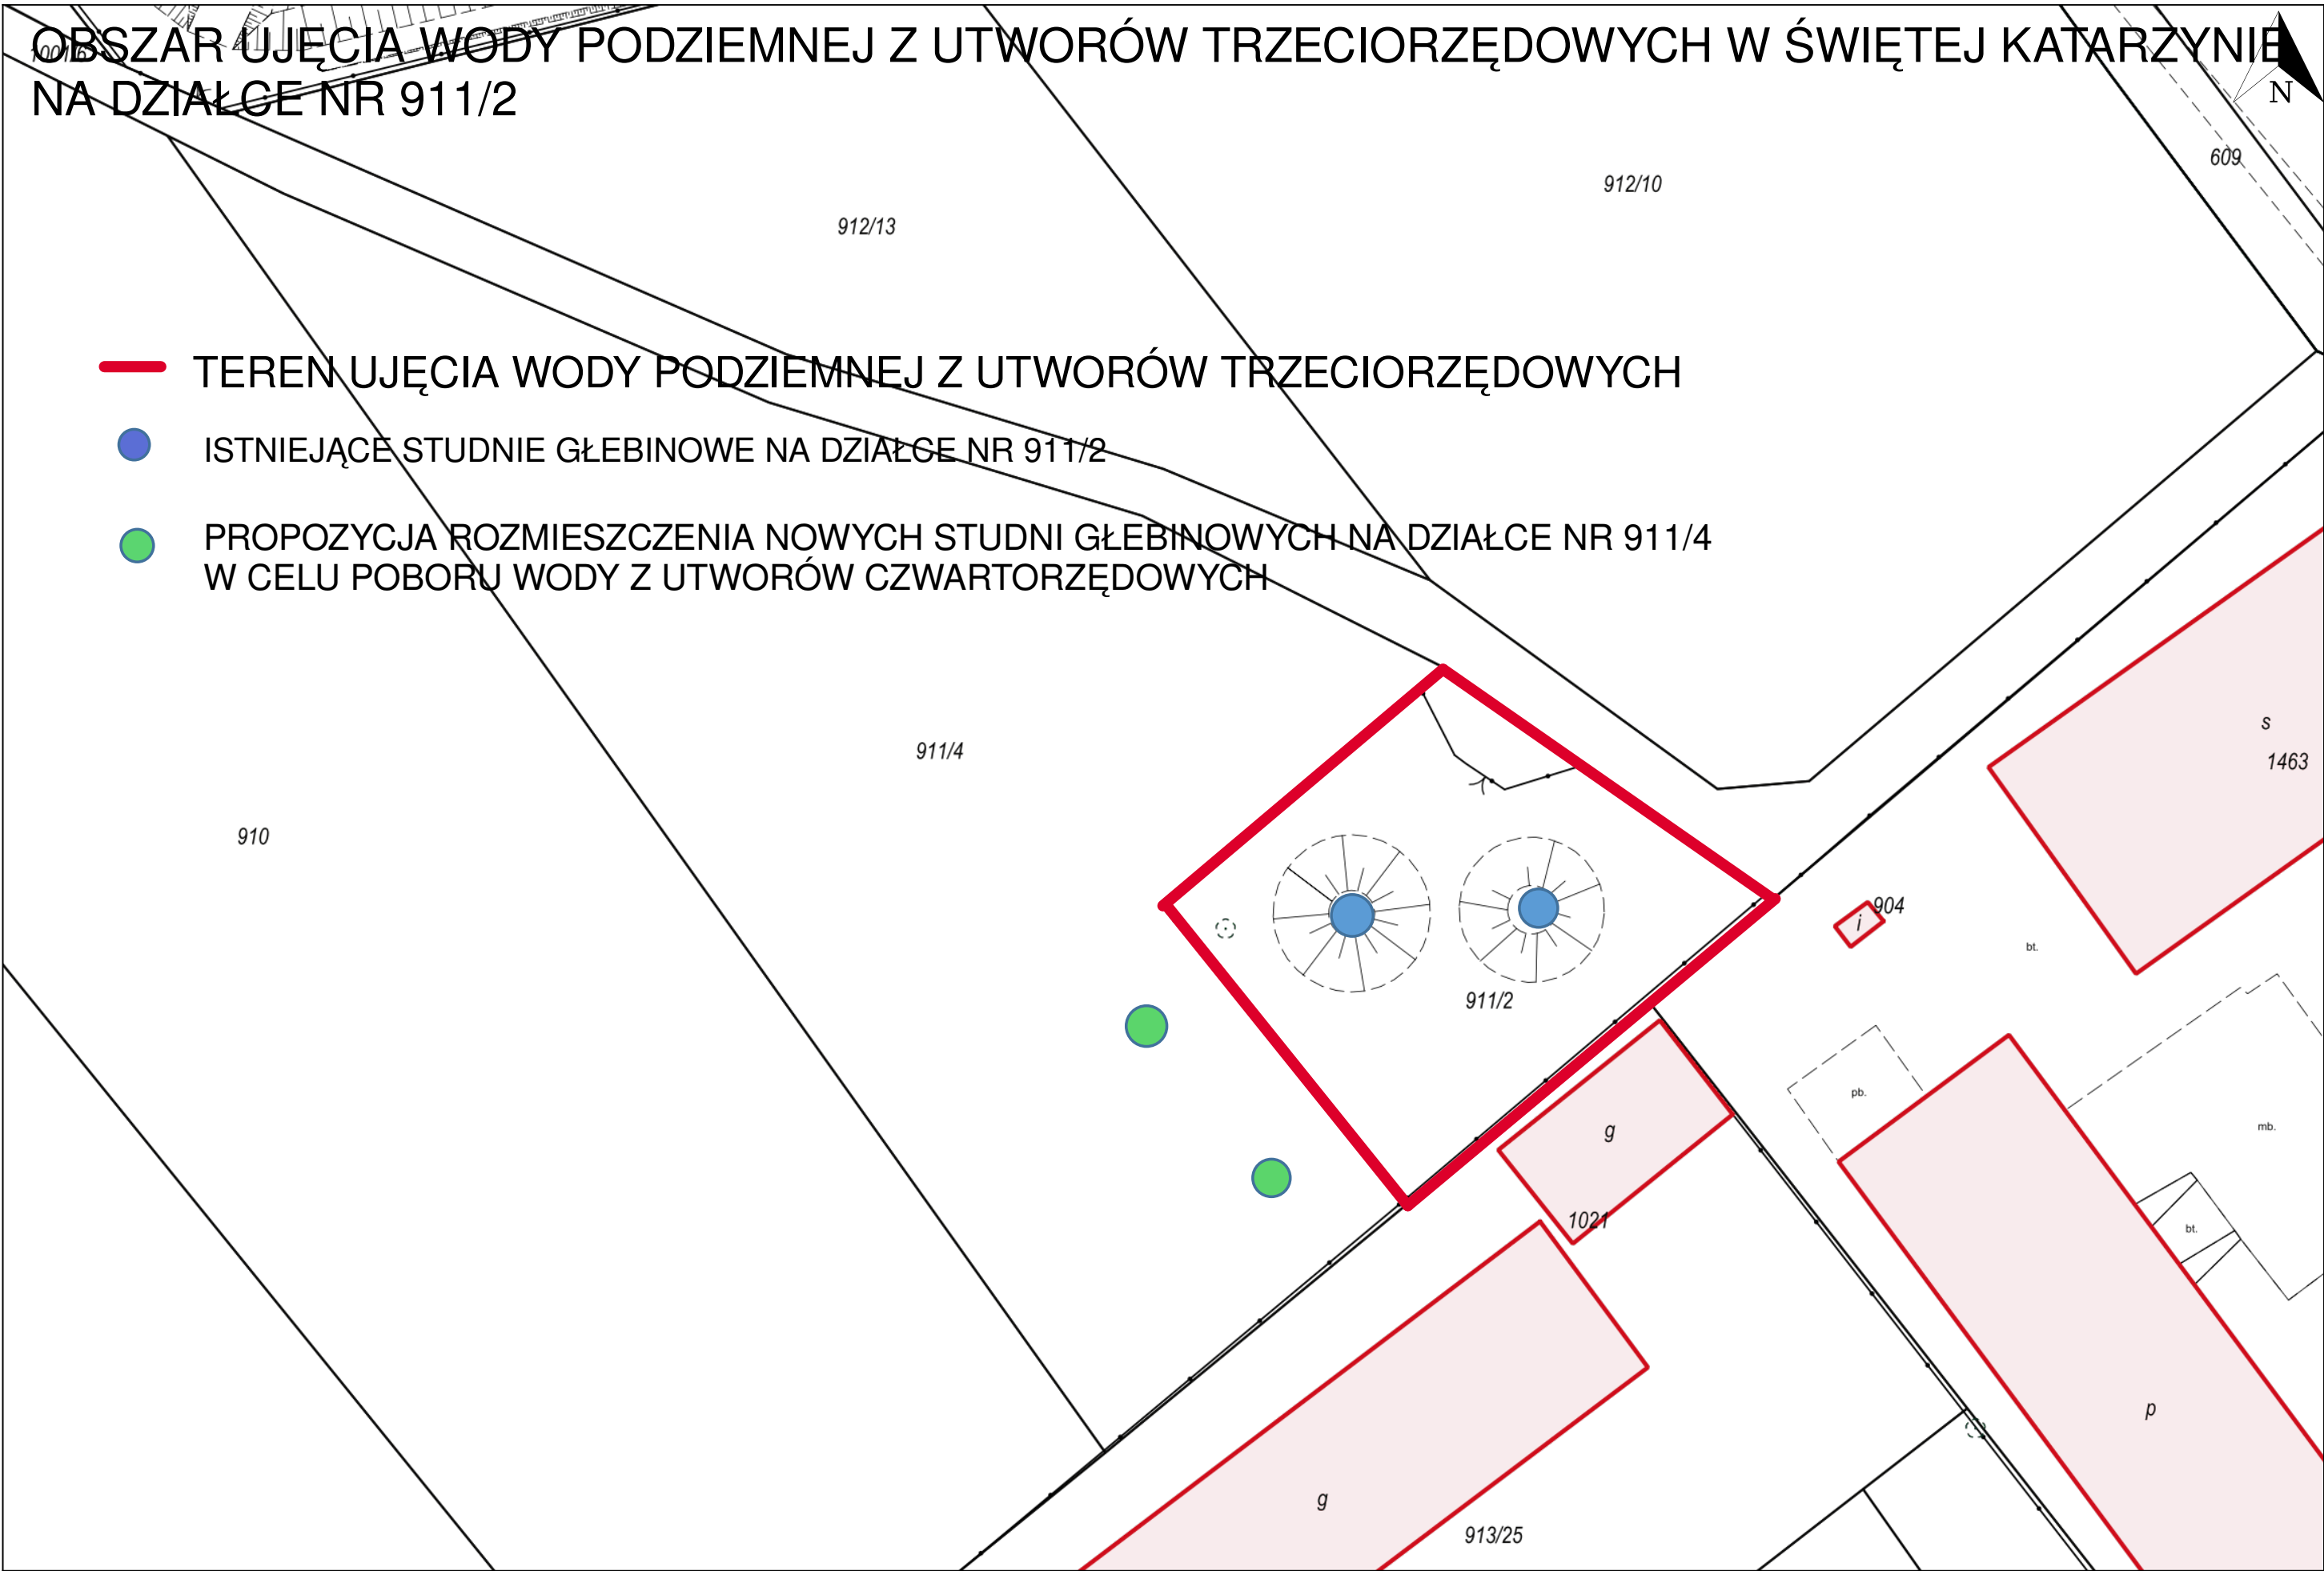 OBSZAR UJĘCIA WODY PODZIEMNEJ Z UTWORÓW TRZECIORZĘDOWYCH W ŚWIĘTEJ KATARZYNIE
NA DZIAŁCE NR 911/2
N
609
912/10
912/13
TEREN UJĘCIA WODY PODZIEMNEJ Z UTWORÓW TRZECIORZĘDOWYCH
ISTNIEJĄCE STUDNIE GŁEBINOWE NA DZIAŁCE NR 911/2
PROPOZYCJA ROZMIESZCZENIA NOWYCH STUDNI GŁEBINOWYCH NA DZIAŁCE NR 911/4
W CELU POBORU WODY Z UTWORÓW CZWARTORZĘDOWYCH
s
1463
911/4
910
904
i
bt.
911/2
pb.
mb.
g
1021
bt.
p
g
913/25